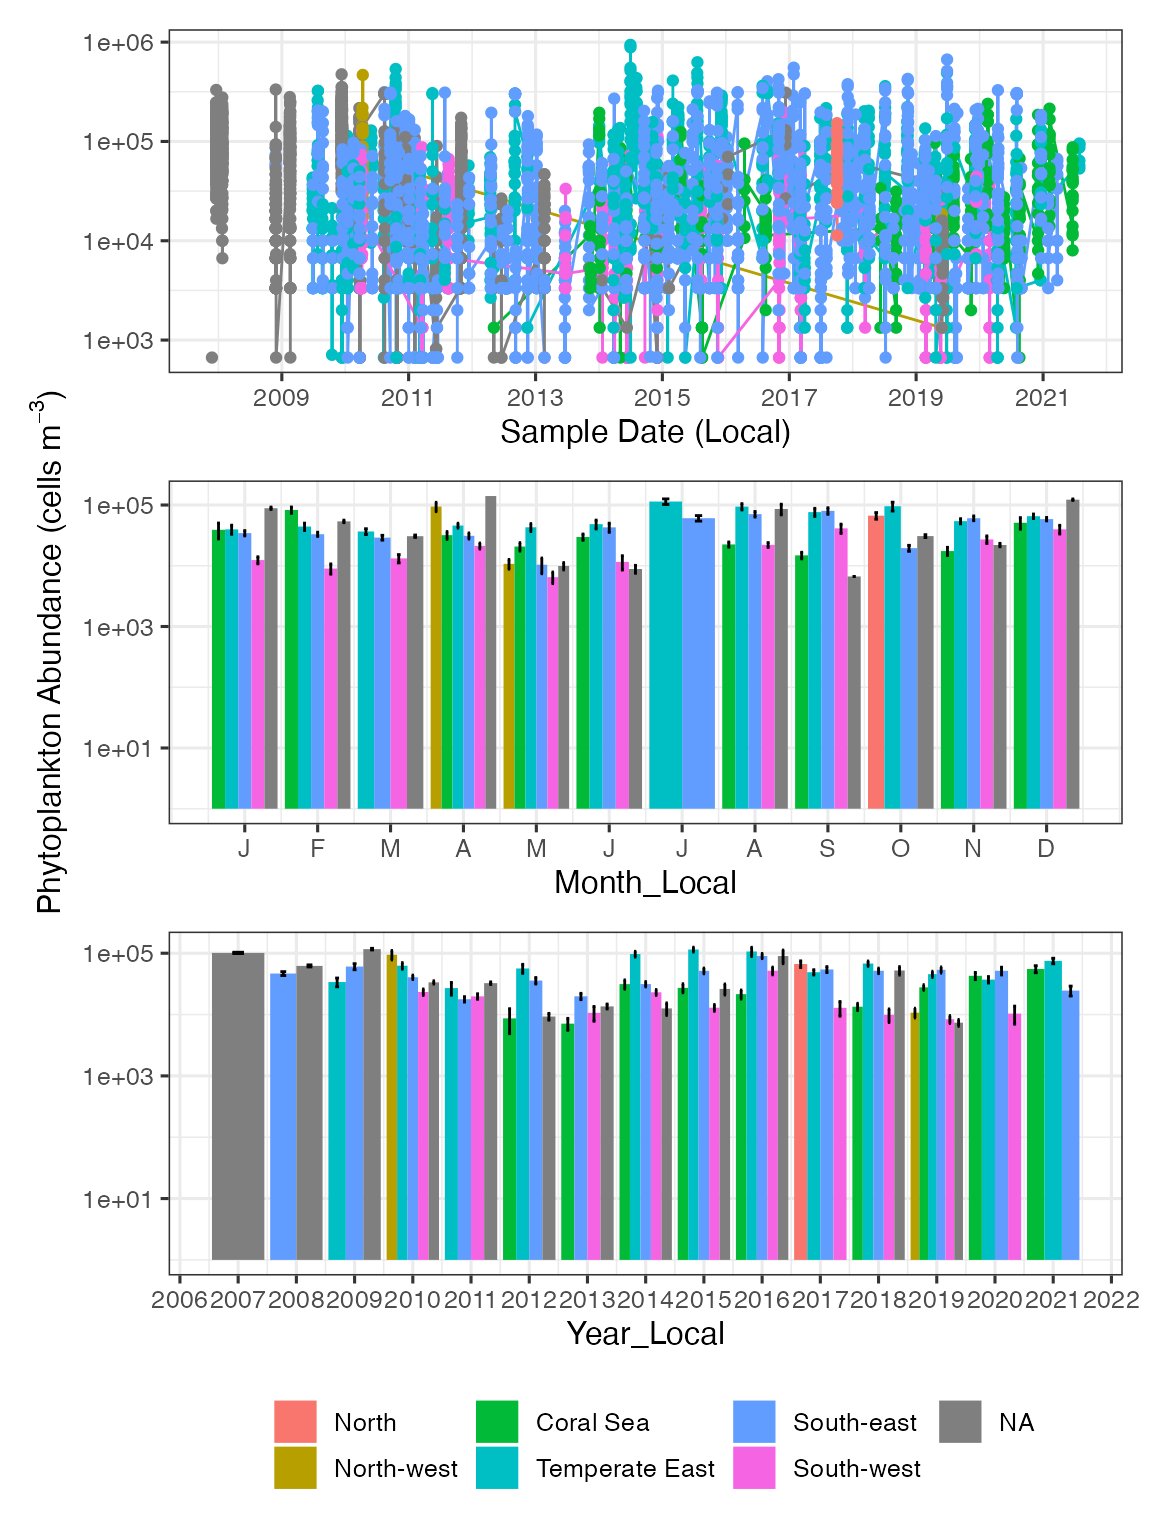 Phytoplankton Abundance (cells m⁻³)
1e+06
1e+05
1e+04
1e+03
2009 2011 2013 2015 2017 2019 2021
Sample Date (Local)
1e+05
1e+03
1e+01
J F M A M J J A S O N D
Month_Local
1e+05
1e+03
1e+01
2006 2007 2008 2009 2010 2011 2012 2013 2014 2015 2016 2017 2018 2019 2020 2021 2022
Year_Local
North Coral Sea South-east NA
North-west Temperate East South-west